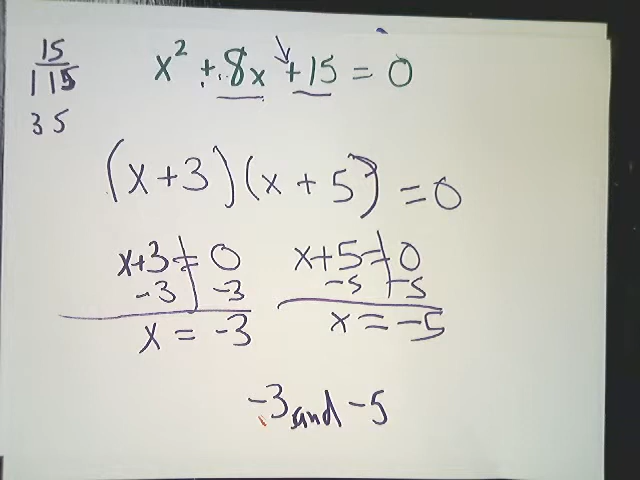 15
1 15
3 5
x² + 8x + 15 = 0
(x + 3)(x + 5) = 0
x+3 = 0
-3 -3
x = -3
x+5 = 0
-5 -5
x = -5
-3 and -5